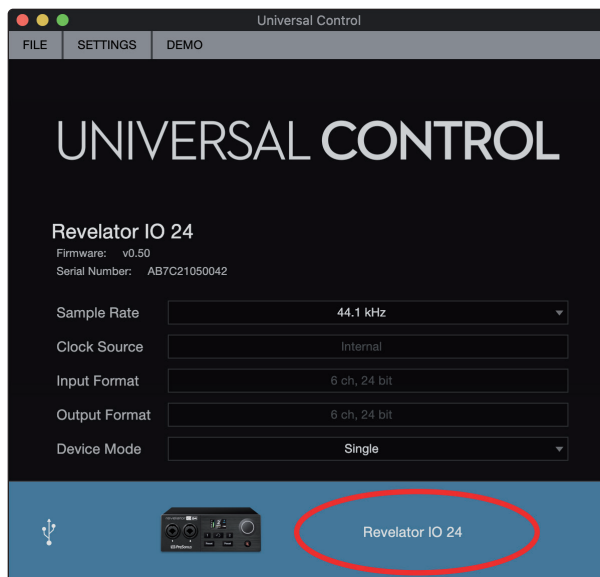 Universal Control
FILE SETTINGS DEMO
UNIVERSAL CONTROL
Revelator IO 24
Firmware: v0.50
Serial Number: AB7C21050042
Sample Rate 44.1 kHz
Clock Source Internal
Input Format 6 ch, 24 bit
Output Format 6 ch, 24 bit
Device Mode Single
PreSonus
Revelator IO 24